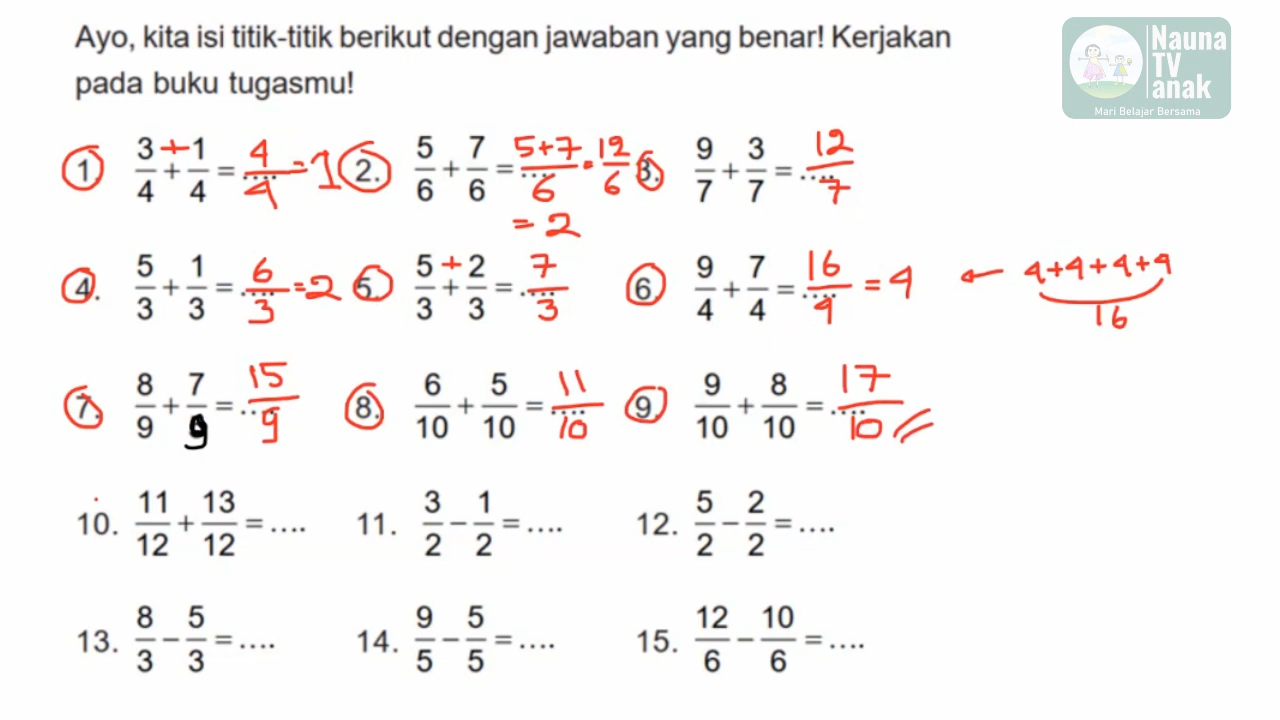 Ayo, kita isi titik-titik berikut dengan jawaban yang benar! Kerjakan
pada buku tugasmu!
Nauna
TV
anak
Mari Belajar Bersama
1. 3/4 + 1/4 = 4/4 = 1 2. 5/6 + 7/6 = 5+7/6 = 12/6 3. 9/7 + 3/7 = 12/7
= 2
4. 5/3 + 1/3 = 6/3 = 2 5. 5/3 + 2/3 = 7/3 6. 9/4 + 7/4 = 16/4 = 4 ← 4+4+4+4
16
7. 8/9 + 7/9 = 15/9 8. 6/10 + 5/10 = 11/10 9. 9/10 + 8/10 = 17/10
10. 11/12 + 13/12 = .... 11. 3/2 − 1/2 = .... 12. 5/2 − 2/2 = ....
13. 8/3 − 5/3 = .... 14. 9/5 − 5/5 = .... 15. 12/6 − 10/6 = ....